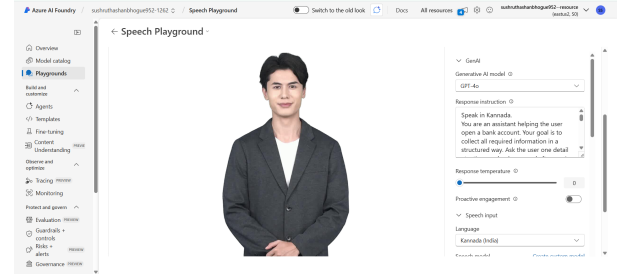 Azure AI Foundry / sushruthashanbhogue952-1262 / Speech Playground
Switch to the old look
Docs
All resources
sushruthashanbhogue952--resource
(eastus2, S0)
Overview
Model catalog
Playgrounds
Build and
customize
Agents
Templates
Fine-tuning
Content
Understanding
Observe and
optimize
Tracing PREVIEW
Monitoring
Protect and govern
Evaluation PREVIEW
Guardrails +
controls
Risks +
alerts PREVIEW
Governance PREVIEW
← Speech Playground
GenAI
Generative AI model
GPT-4o
Response instruction
Speak in Kannada.
You are an assistant helping the user
open a bank account. Your goal is to
collect all required information in a
structured way. Ask the user one detail
Response temperature
0
Proactive engagement
Speech input
Language
Kannada (India)
Speech model
Create custom model